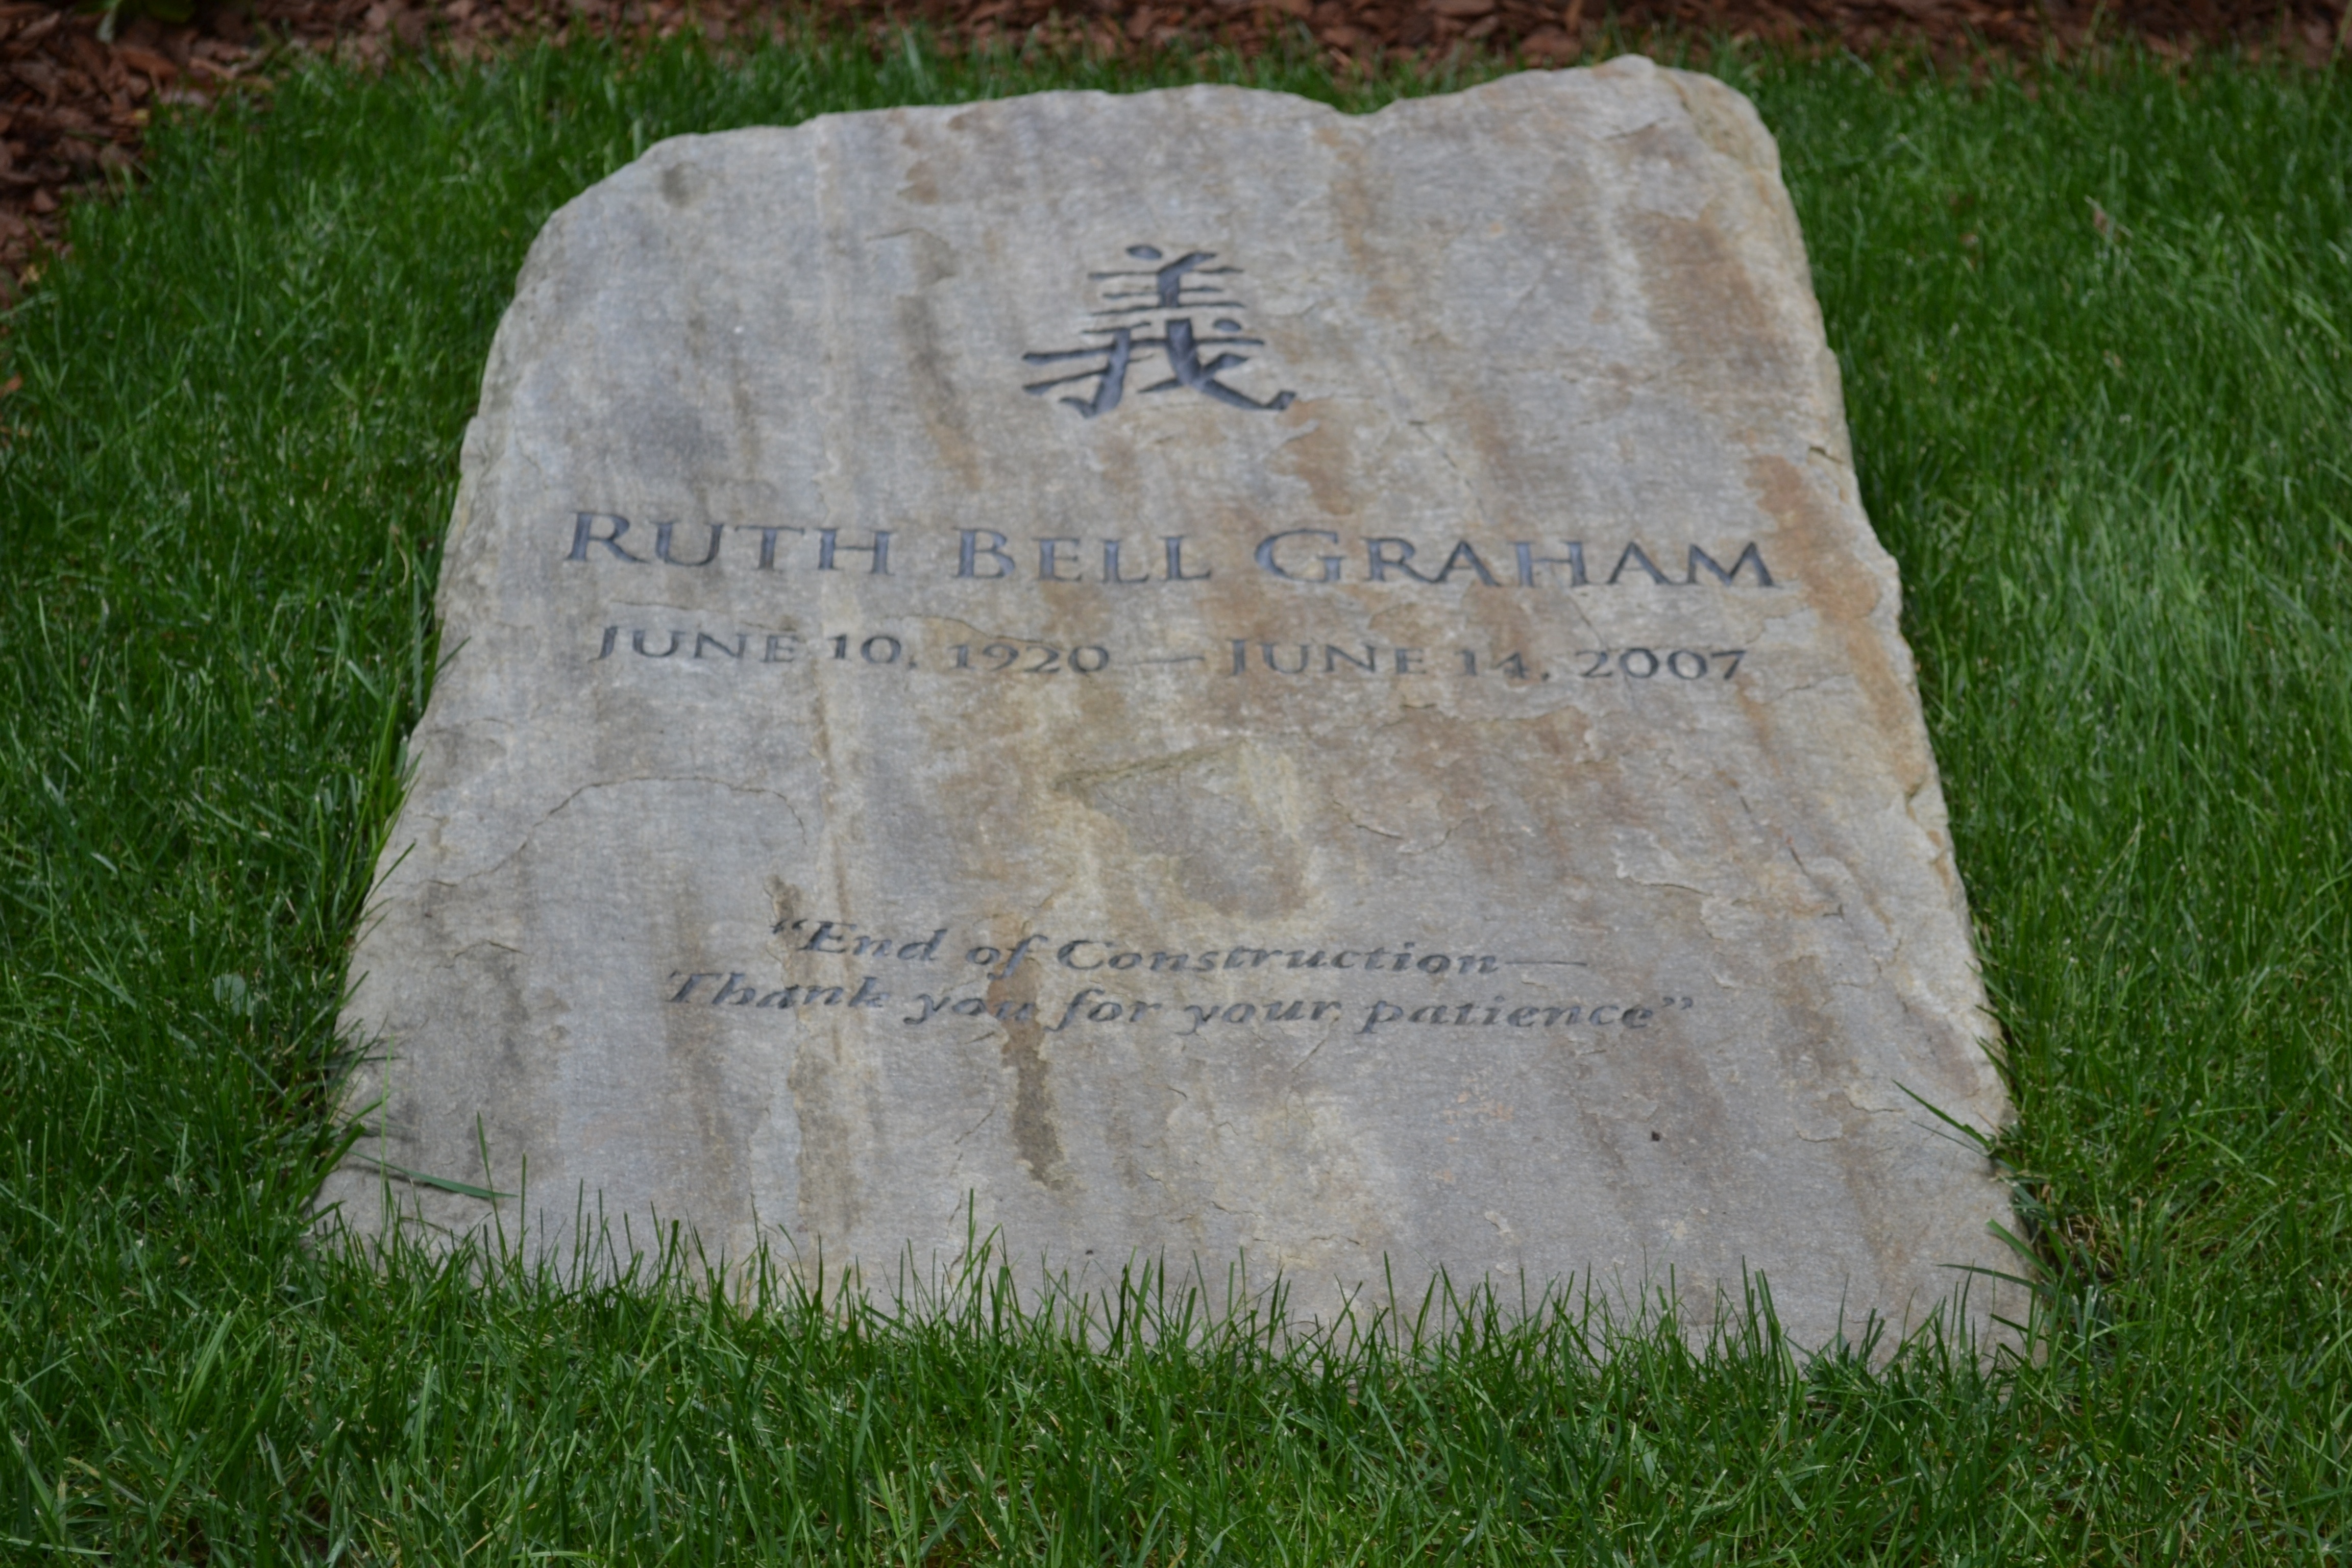 義
RUTH BELL GRAHAM
JUNE 10, 1920 — JUNE 14, 2007
“End of Construction—
Thank you for your patience”